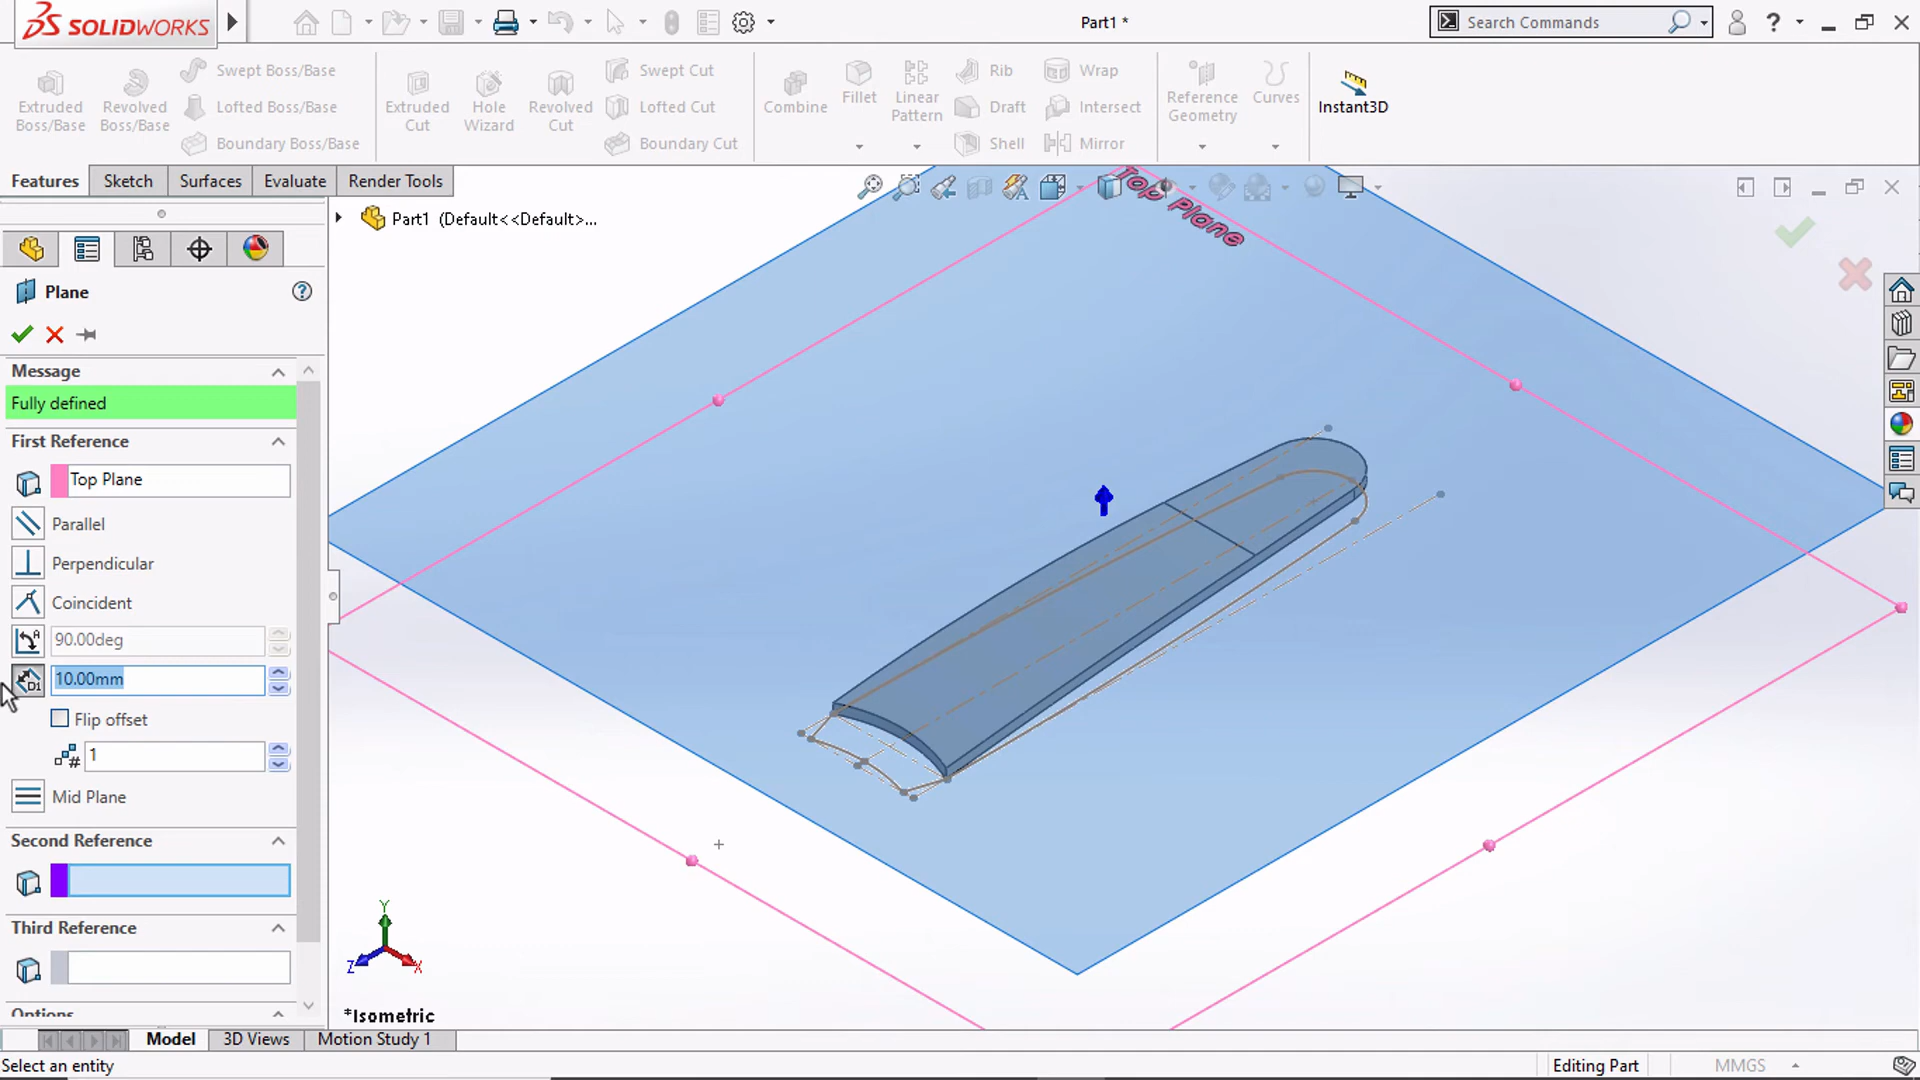 SOLIDWORKS
Part1 *
Search Commands
?
Extruded Boss/Base
Revolved Boss/Base
Swept Boss/Base
Lofted Boss/Base
Boundary Boss/Base
Extruded Cut
Hole Wizard
Revolved Cut
Swept Cut
Lofted Cut
Boundary Cut
Combine
Fillet
Linear Pattern
Rib
Draft
Shell
Wrap
Intersect
Mirror
Reference Geometry
Curves
Instant3D
Features
Sketch
Surfaces
Evaluate
Render Tools
Part1 (Default<<Default>...
Top Plane
Plane
?
Message
Fully defined
First Reference
Top Plane
Parallel
Perpendicular
Coincident
90.00deg
10.00mm
Flip offset
1
Mid Plane
Second Reference
Third Reference
Options
Y
Z
X
*Isometric
Model
3D Views
Motion Study 1
Select an entity
Editing Part
MMGS